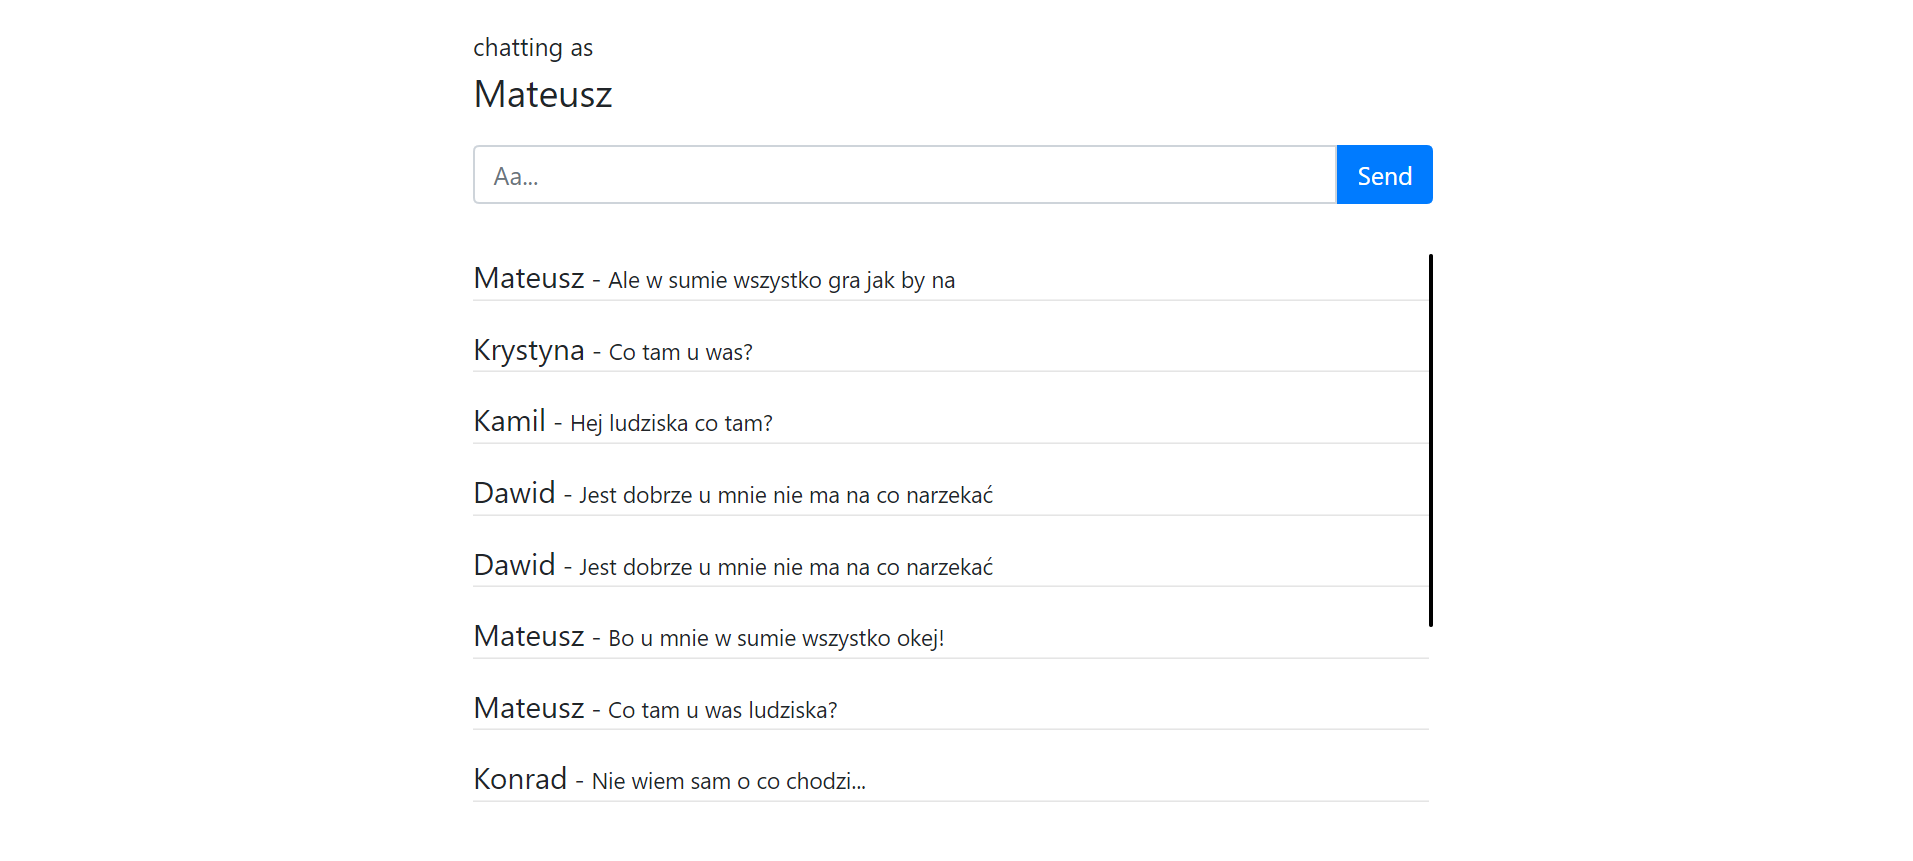 chatting as
Mateusz
Aa...
Send
Mateusz - Ale w sumie wszystko gra jak by na
Krystyna - Co tam u was?
Kamil - Hej ludziska co tam?
Dawid - Jest dobrze u mnie nie ma na co narzekać
Dawid - Jest dobrze u mnie nie ma na co narzekać
Mateusz - Bo u mnie w sumie wszystko okej!
Mateusz - Co tam u was ludziska?
Konrad - Nie wiem sam o co chodzi...